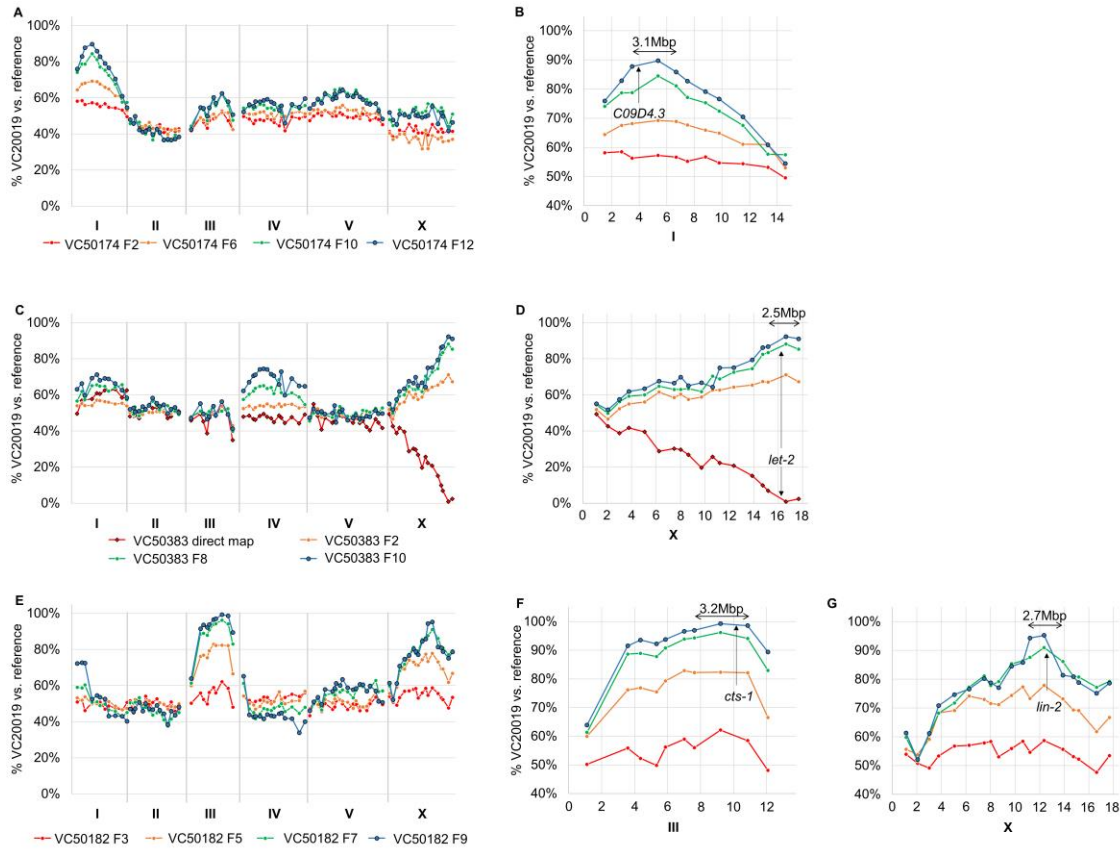 A
% VC20019 vs. reference
100%
80%
60%
40%
20%
0%
I II III IV V X
VC50174 F2 VC50174 F6 VC50174 F10 VC50174 F12
B
% VC20019 vs. reference
100%
90%
80%
70%
60%
50%
40%
3.1Mbp
C09D4.3
0 2 4 6 8 10 12 14
I
C
% VC20019 vs. reference
100%
80%
60%
40%
20%
0%
I II III IV V X
VC50383 direct map VC50383 F2
VC50383 F8 VC50383 F10
D
% VC20019 vs. reference
100%
80%
60%
40%
20%
0%
2.5Mbp
let-2
0 2 4 6 8 10 12 14 16 18
X
E
% VC20019 vs. reference
100%
80%
60%
40%
20%
0%
I II III IV V X
VC50182 F3 VC50182 F5 VC50182 F7 VC50182 F9
F
% VC20019 vs. reference
100%
90%
80%
70%
60%
50%
40%
3.2Mbp
cts-1
0 2 4 6 8 10 12
III
G
100%
90%
80%
70%
60%
50%
40%
2.7Mbp
lin-2
0 2 4 6 8 10 12 14 16 18
X